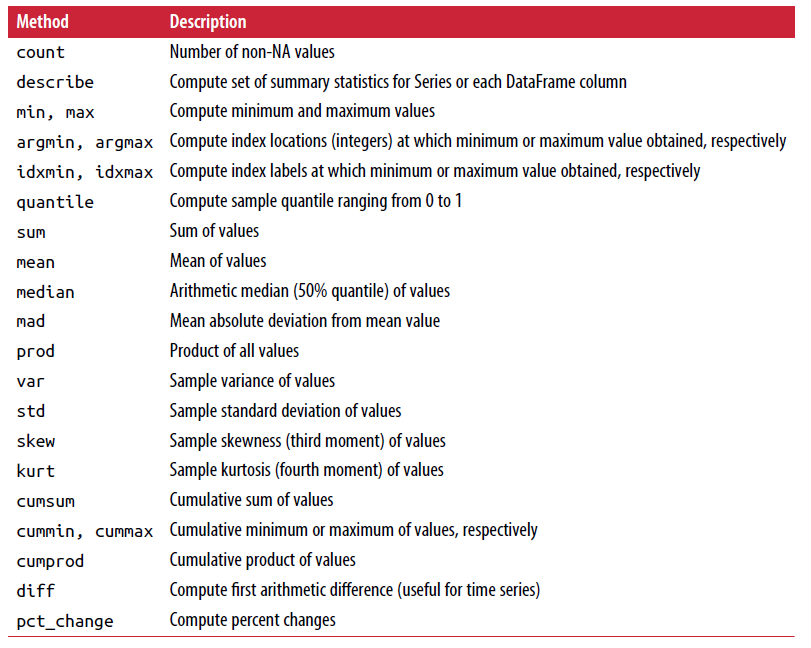 Method Description
count Number of non-NA values
describe Compute set of summary statistics for Series or each DataFrame column
min, max Compute minimum and maximum values
argmin, argmax Compute index locations (integers) at which minimum or maximum value obtained, respectively
idxmin, idxmax Compute index labels at which minimum or maximum value obtained, respectively
quantile Compute sample quantile ranging from 0 to 1
sum Sum of values
mean Mean of values
median Arithmetic median (50% quantile) of values
mad Mean absolute deviation from mean value
prod Product of all values
var Sample variance of values
std Sample standard deviation of values
skew Sample skewness (third moment) of values
kurt Sample kurtosis (fourth moment) of values
cumsum Cumulative sum of values
cummin, cummax Cumulative minimum or maximum of values, respectively
cumprod Cumulative product of values
diff Compute first arithmetic difference (useful for time series)
pct_change Compute percent changes